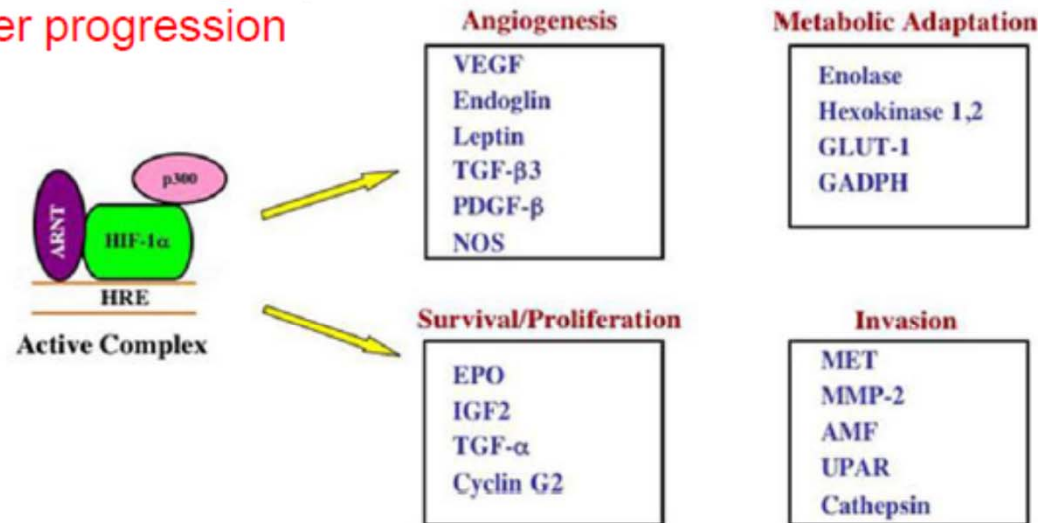 er progression
Angiogenesis
VEGF
Endoglin
Leptin
TGF-β3
PDGF-β
NOS
Metabolic Adaptation
Enolase
Hexokinase 1,2
GLUT-1
GADPH
p300
ARNT
HIF-1α
HRE
Active Complex
Survival/Proliferation
EPO
IGF2
TGF-α
Cyclin G2
Invasion
MET
MMP-2
AMF
UPAR
Cathepsin